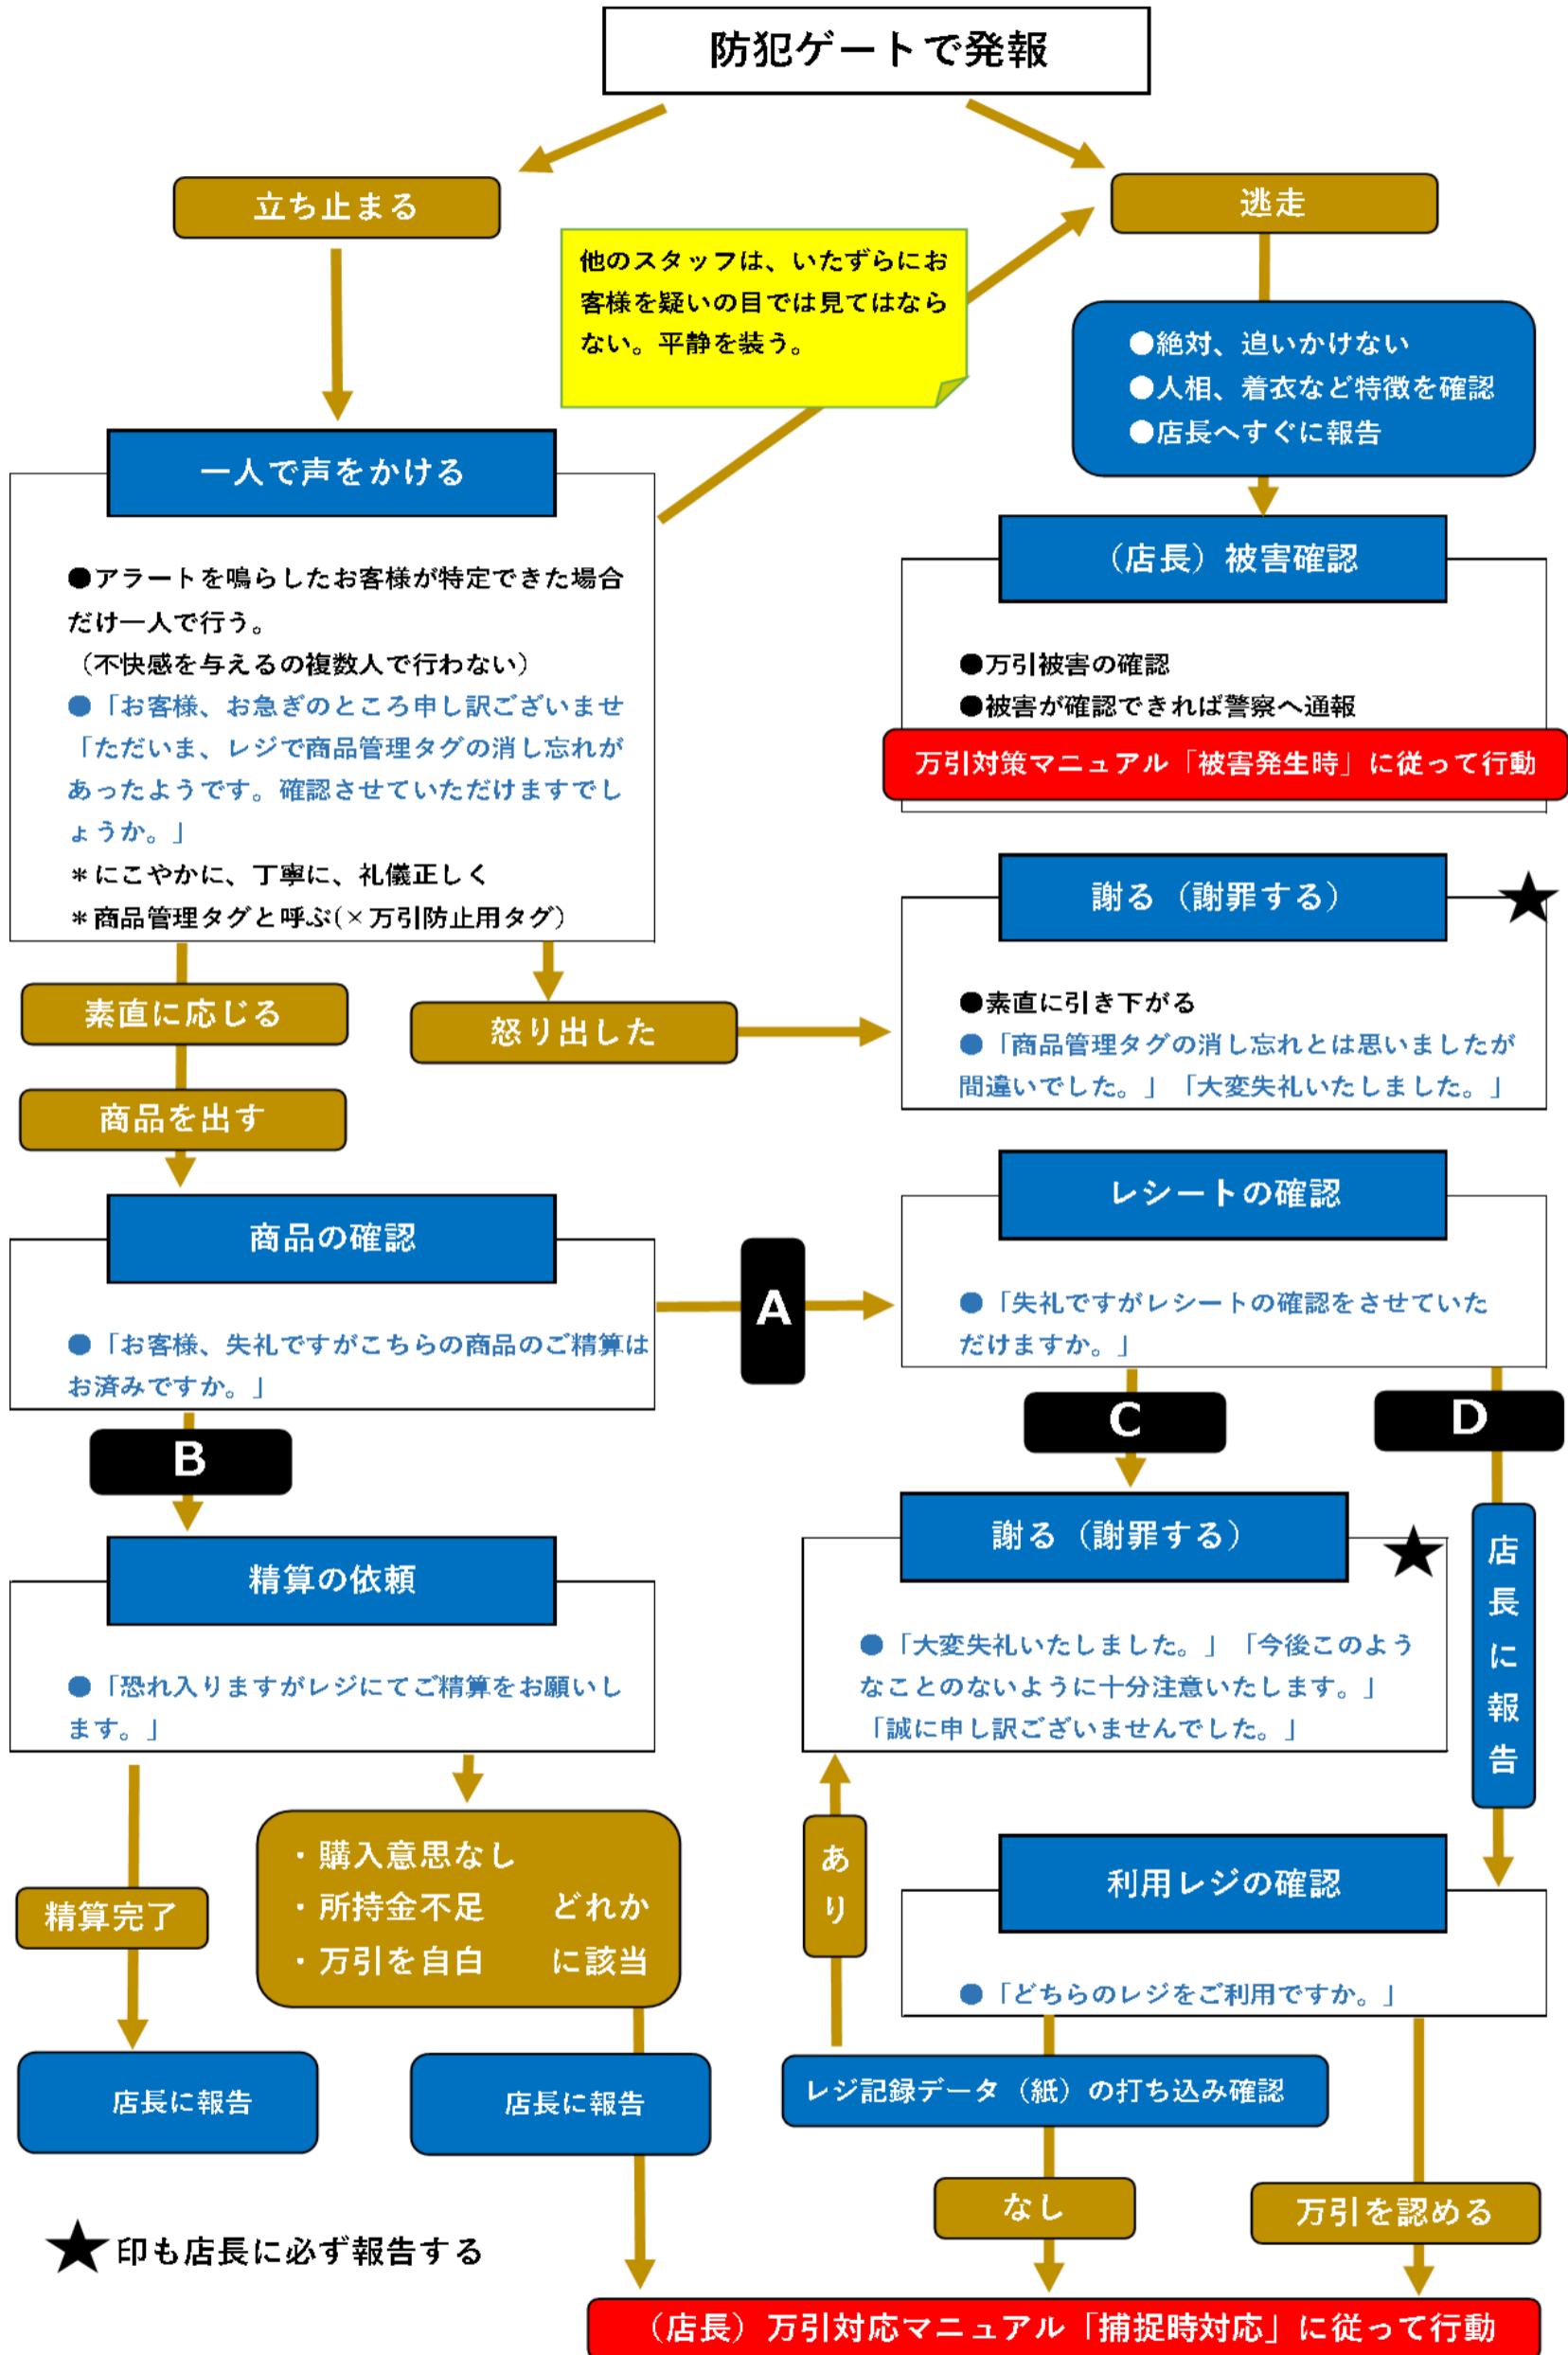 防犯ゲートで発報
立ち止まる
逃走
他のスタッフは、いたずらにお
客様を疑いの目では見てはなら
ない。平静を装う。
●絶対、追いかけない
●人相、着衣など特徴を確認
●店長へすぐに報告
一人で声をかける
●アラートを鳴らしたお客様が特定できた場合
だけ一人で行う。
（不快感を与えるの複数人で行わない）
●「お客様、お急ぎのところ申し訳ございませ
「ただいま、レジで商品管理タグの消し忘れが
あったようです。確認させていただけますでし
ょうか。」
＊にこやかに、丁寧に、礼儀正しく
＊商品管理タグと呼ぶ(×万引防止用タグ）
（店長）被害確認
●万引被害の確認
●被害が確認できれば警察へ通報
万引対策マニュアル「被害発生時」に従って行動
謝る（謝罪する）
★
●素直に引き下がる
●「商品管理タグの消し忘れとは思いましたが
間違いでした。」「大変失礼いたしました。」
素直に応じる
怒り出した
商品を出す
商品の確認
●「お客様、失礼ですがこちらの商品のご精算は
お済みですか。」
A
レシートの確認
●「失礼ですがレシートの確認をさせていた
だけますか。」
B
C
D
精算の依頼
●「恐れ入りますがレジにてご精算をお願いし
ます。」
謝る（謝罪する）
★
●「大変失礼いたしました。」「今後このよう
なことのないように十分注意いたします。」
「誠に申し訳ございませんでした。」
店長に報告
精算完了
・購入意思なし
・所持金不足　どれか
・万引を自白　に該当
あり
利用レジの確認
●「どちらのレジをご利用ですか。」
店長に報告
店長に報告
レジ記録データ（紙）の打ち込み確認
なし
万引を認める
★印も店長に必ず報告する
（店長）万引対応マニュアル「捕捉時対応」に従って行動